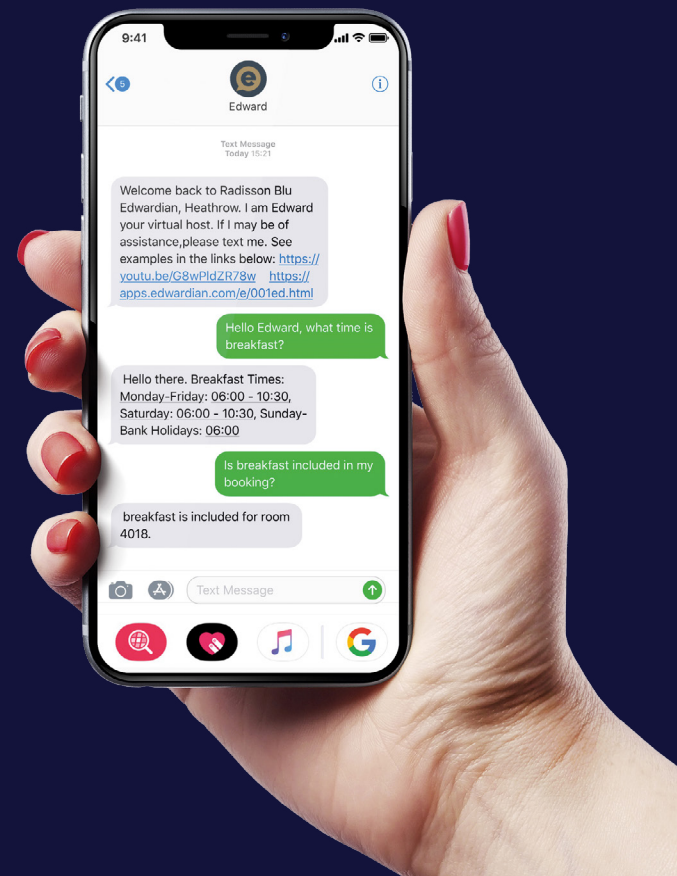 9:41
5
e
Edward
Text Message
Today 15:21
Welcome back to Radisson Blu
Edwardian, Heathrow. I am Edward
your virtual host. If I may be of
assistance,please text me. See
examples in the links below: https://
youtu.be/G8wPldZR78w https://
apps.edwardian.com/e/001ed.html
Hello Edward, what time is
breakfast?
Hello there. Breakfast Times:
Monday-Friday: 06:00 - 10:30,
Saturday: 06:00 - 10:30, Sunday-
Bank Holidays: 06:00
Is breakfast included in my
booking?
breakfast is included for room
4018.
Text Message
G